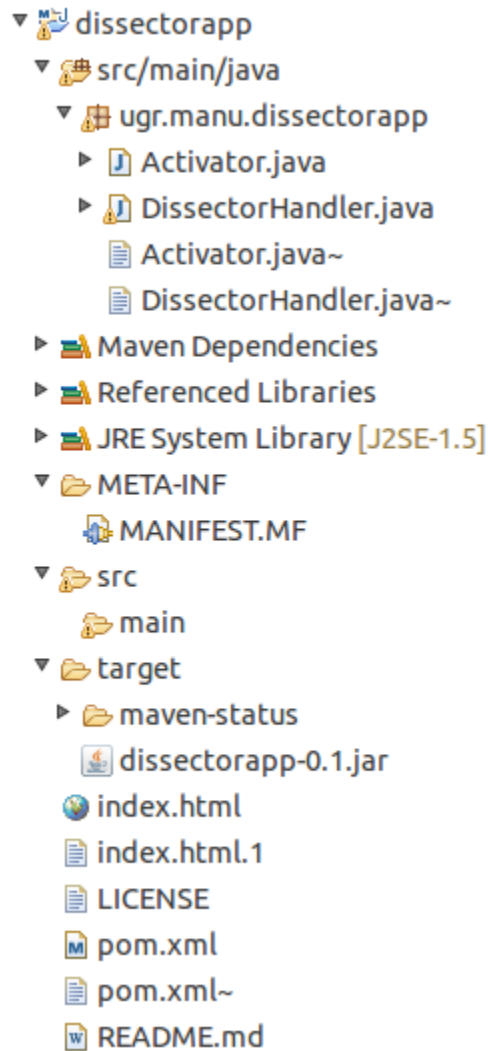 dissectorapp
src/main/java
ugr.manu.dissectorapp
Activator.java
DissectorHandler.java
Activator.java~
DissectorHandler.java~
Maven Dependencies
Referenced Libraries
JRE System Library [J2SE-1.5]
META-INF
MANIFEST.MF
src
main
target
maven-status
dissectorapp-0.1.jar
index.html
index.html.1
LICENSE
pom.xml
pom.xml~
README.md